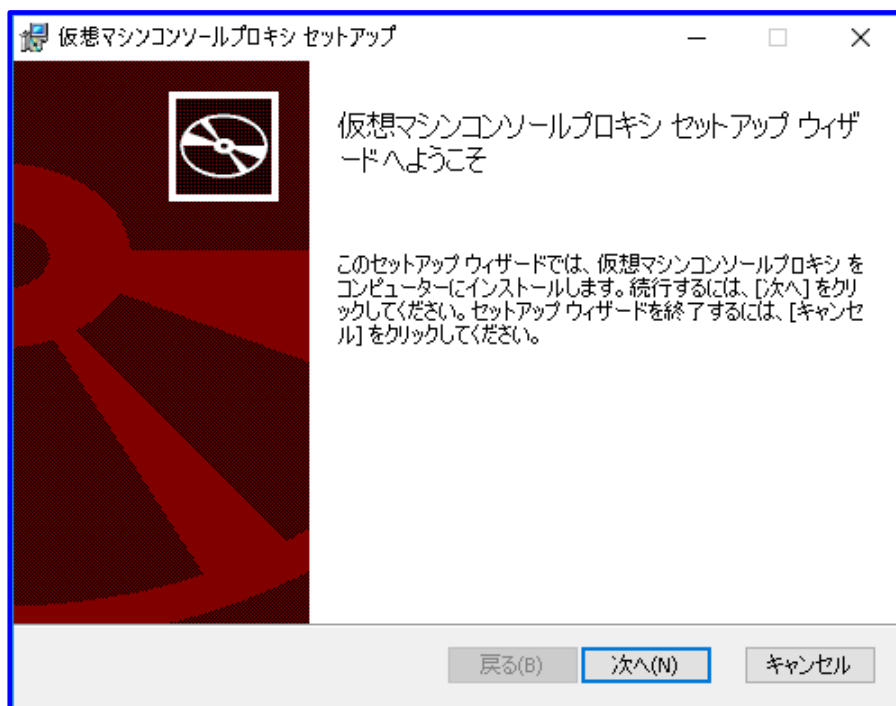 仮想マシンコンソールプロキシ セットアップ
仮想マシンコンソールプロキシ セットアップ ウィザ
ードへようこそ
このセットアップ ウィザードでは、仮想マシンコンソールプロキシ を
コンピューターにインストールします。続行するには、[次へ] をクリ
ックしてください。セットアップ ウィザードを終了するには、[キャンセ
ル] をクリックしてください。
戻る(B) 次へ(N) キャンセル